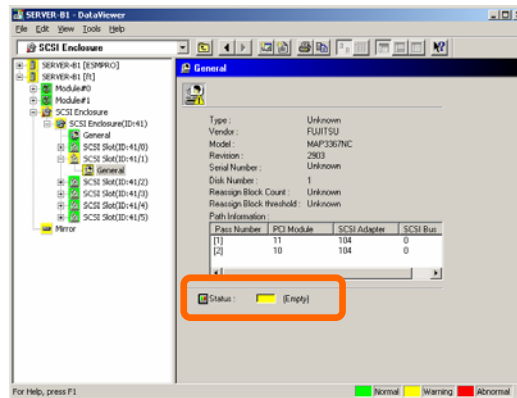 SERVER-B1 - DataViewer
File Edit View Tools Help
SCSI Enclosure
SERVER-B1 [ESMPRO]
SERVER-B1 [ft]
Module#0
Module#1
SCSI Enclosure
SCSI Enclosure(ID:41)
General
SCSI Slot(ID:41/0)
SCSI Slot(ID:41/1)
General
SCSI Slot(ID:41/2)
SCSI Slot(ID:41/3)
SCSI Slot(ID:41/4)
SCSI Slot(ID:41/5)
Mirror
General
Type : Unknown
Vendor : FUJITSU
Model : MAP3367NC
Revision : 2903
Serial Number : Unknown
Disk Number : 1
Reassign Block Count : Unknown
Reassign Block threshold : Unknown
Path Information :
Pass Number PCI Module SCSI Adapter SCSI Bus
[1] 11 104 0
[2] 10 104 0
Status : (Empty)
For Help, press F1
Normal Warning Abnormal